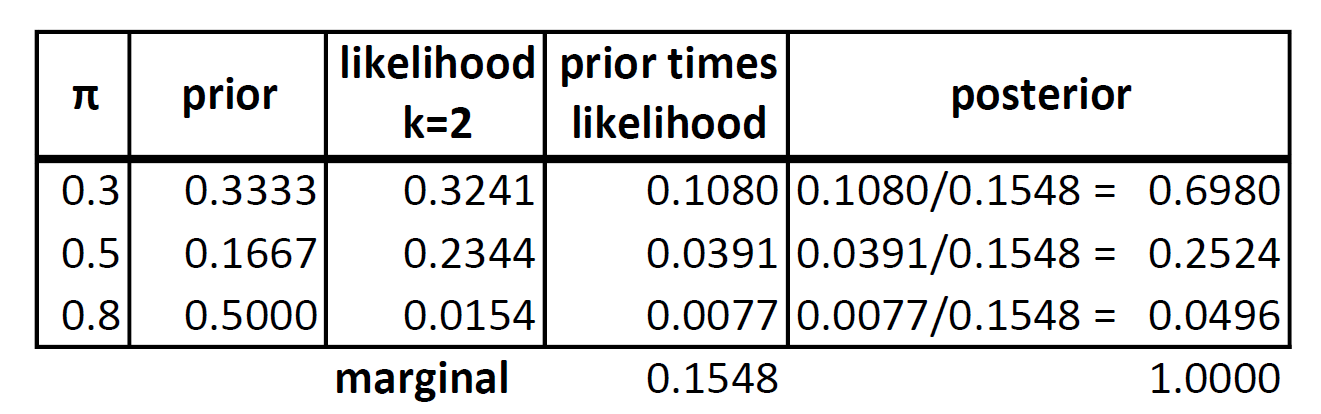 π prior likelihood k=2 prior times likelihood posterior
0.3 0.3333 0.3241 0.1080 0.1080/0.1548 = 0.6980
0.5 0.1667 0.2344 0.0391 0.0391/0.1548 = 0.2524
0.8 0.5000 0.0154 0.0077 0.0077/0.1548 = 0.0496
marginal 0.1548 1.0000